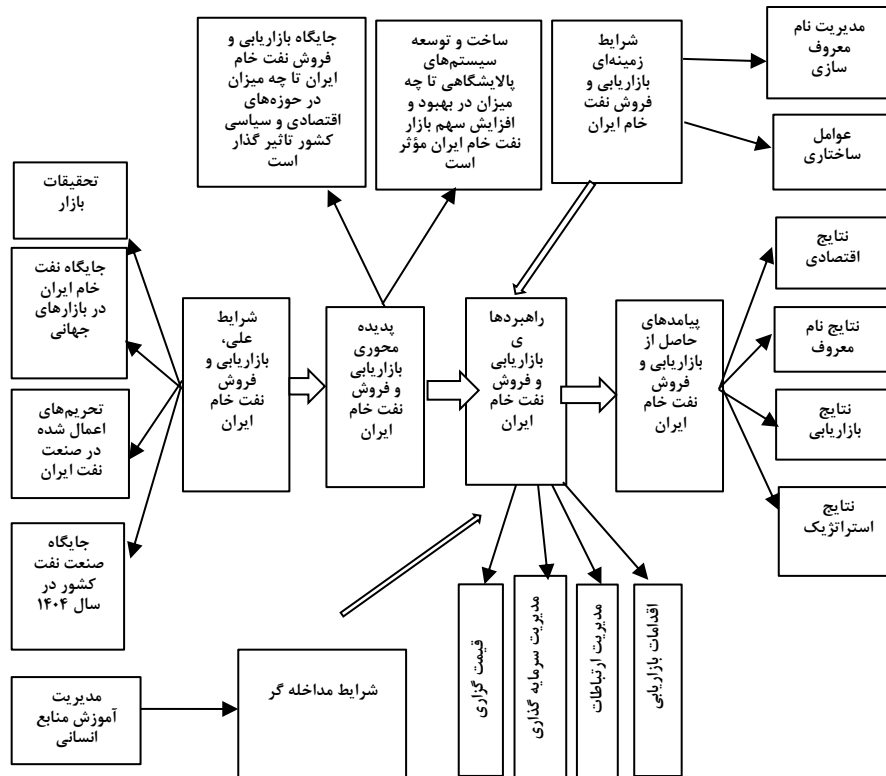 مدیریت نام
معروف
سازی
شرایط
زمینه‌ای
بازاریابی و
فروش نفت
خام ایران
ساخت و توسعه
سیستم‌های
پالایشگاهی تا چه
میزان در بهبود و
افزایش سهم بازار
نفت خام ایران مؤثر
است
جایگاه بازاریابی و
فروش نفت خام
ایران تا چه میزان
در حوزه‌های
اقتصادی و سیاسی
کشور تاثیر گذار
است
عوامل
ساختاری
تحقیقات
بازار
جایگاه نفت
خام ایران
در بازارهای
جهانی
تحریم‌های
اعمال شده
در صنعت
نفت ایران
جایگاه
صنعت نفت
کشور در
سال ۱۴۰۴
شرایط
علی،
بازاریابی و
فروش
نفت خام
ایران
پدیده
محوری
بازاریابی
و فروش
نفت خام
ایران
راهبردها
ی
بازاریابی
و فروش
نفت خام
ایران
پیامدهای
حاصل از
بازاریابی و
فروش
نفت خام
ایران
نتایج
اقتصادی
نتایج نام
معروف
نتایج
بازاریابی
نتایج
استراتژیک
قیمت گزاری
مدیریت سرمایه گذاری
مدیریت ارتباطات
اقدامات بازاریابی
شرایط مداخله گر
مدیریت
آموزش منابع
انسانی